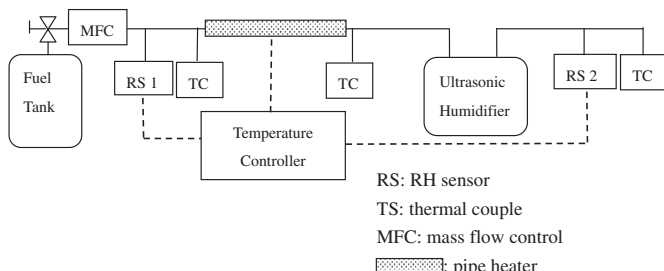 MFC
Fuel
Tank
RS 1
TC
TC
Ultrasonic
Humidifier
RS 2
TC
Temperature
Controller
RS: RH sensor
TS: thermal couple
MFC: mass flow control
: pipe heater